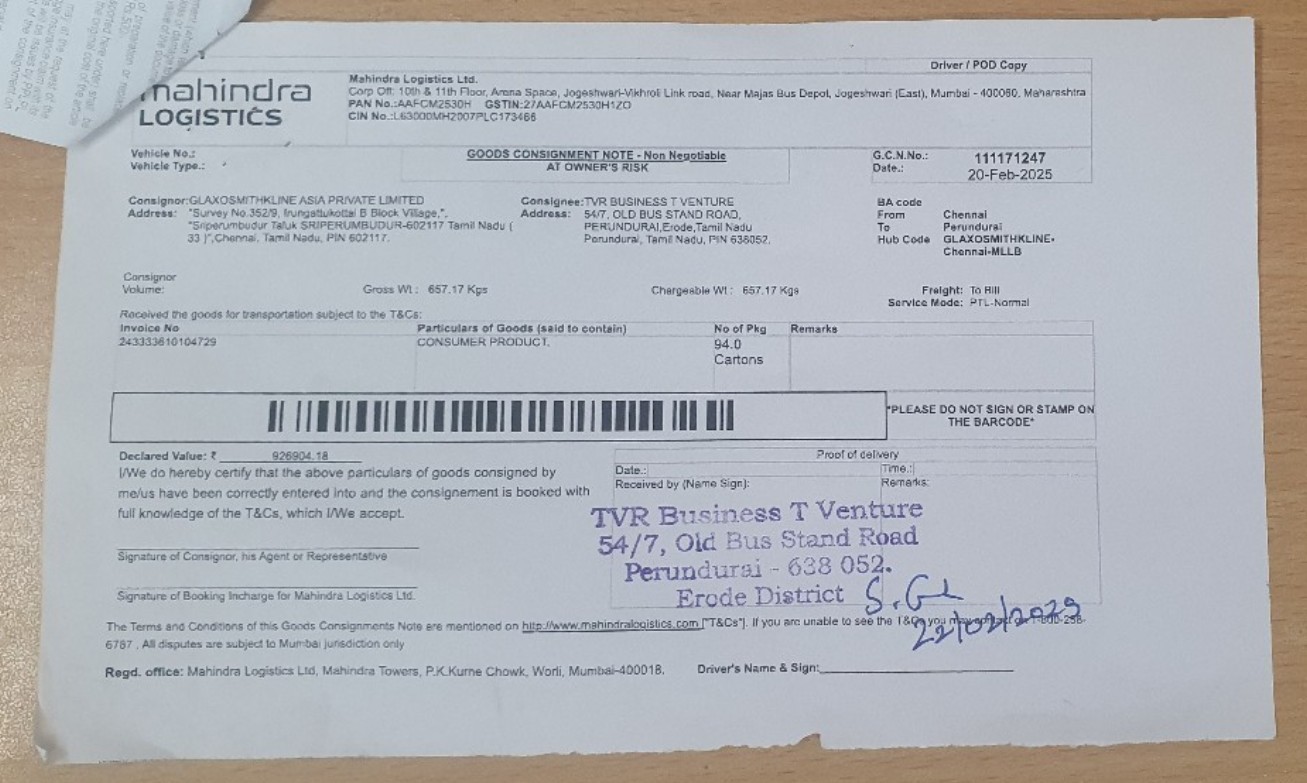 Driver / POD Copy
mahindra
LOGISTICS
Mahindra Logistics Ltd.
Corp Off: 10th & 11th Floor, Arena Space, Jogeshwari-Vikhroli Link road, Near Majas Bus Depot, Jogeshwari (East), Mumbai - 400060. Maharashtra
PAN No.:AAFCM2530H GSTIN:27AAFCM2530H1ZO
CIN No.:L63000MH2007PLC173466
Vehicle No.:
Vehicle Type.:
GOODS CONSIGNMENT NOTE - Non Negotiable
AT OWNER'S RISK
G.C.N.No.: 111171247
Date.: 20-Feb-2025
Consignor:GLAXOSMITHKLINE ASIA PRIVATE LIMITED
Address: "Survey No.352/9, Irungattukottai B Block Village,",
"Sriperumbudur Taluk SRIPERUMBUDUR-602117 Tamil Nadu (
33 )",Chennai, Tamil Nadu, PIN 602117.
Consignee:TVR BUSINESS T VENTURE
Address: 54/7, OLD BUS STAND ROAD,
PERUNDURAI,Erode,Tamil Nadu
Perundurai, Tamil Nadu, PIN 638052.
BA code
From Chennai
To Perundurai
Hub Code GLAXOSMITHKLINE-
Chennai-MLLB
Consignor
Volume:
Gross Wt : 657.17 Kgs
Chargeable Wt : 657.17 Kgs
Freight: To Bill
Service Mode: PTL-Normal
Received the goods for transportation subject to the T&Cs:
Invoice No Particulars of Goods (said to contain) No of Pkg Remarks
243333610104729 CONSUMER PRODUCT. 94.0
Cartons
*PLEASE DO NOT SIGN OR STAMP ON
THE BARCODE*
Declared Value: ₹ 926904.18
I/We do hereby certify that the above particulars of goods consigned by
me/us have been correctly entered into and the consignement is booked with
full knowledge of the T&Cs, which I/We accept.
Signature of Consignor, his Agent or Representative
Signature of Booking Incharge for Mahindra Logistics Ltd.
Proof of delivery
Date.: Time.:
Received by (Name Sign): Remarks:
TVR Business T Venture
54/7, Old Bus Stand Road
Perundurai - 638 052.
Erode District
22/02/2025
The Terms and Conditions of this Goods Consignments Note are mentioned on http://www.mahindralogistics.com ["T&Cs"]. If you are unable to see the T&Cs you may contact on 1-800-258-
6787 . All disputes are subject to Mumbai jurisdiction only
Regd. office: Mahindra Logistics Ltd, Mahindra Towers, P.K.Kurne Chowk, Worli, Mumbai-400018.
Driver's Name & Sign: